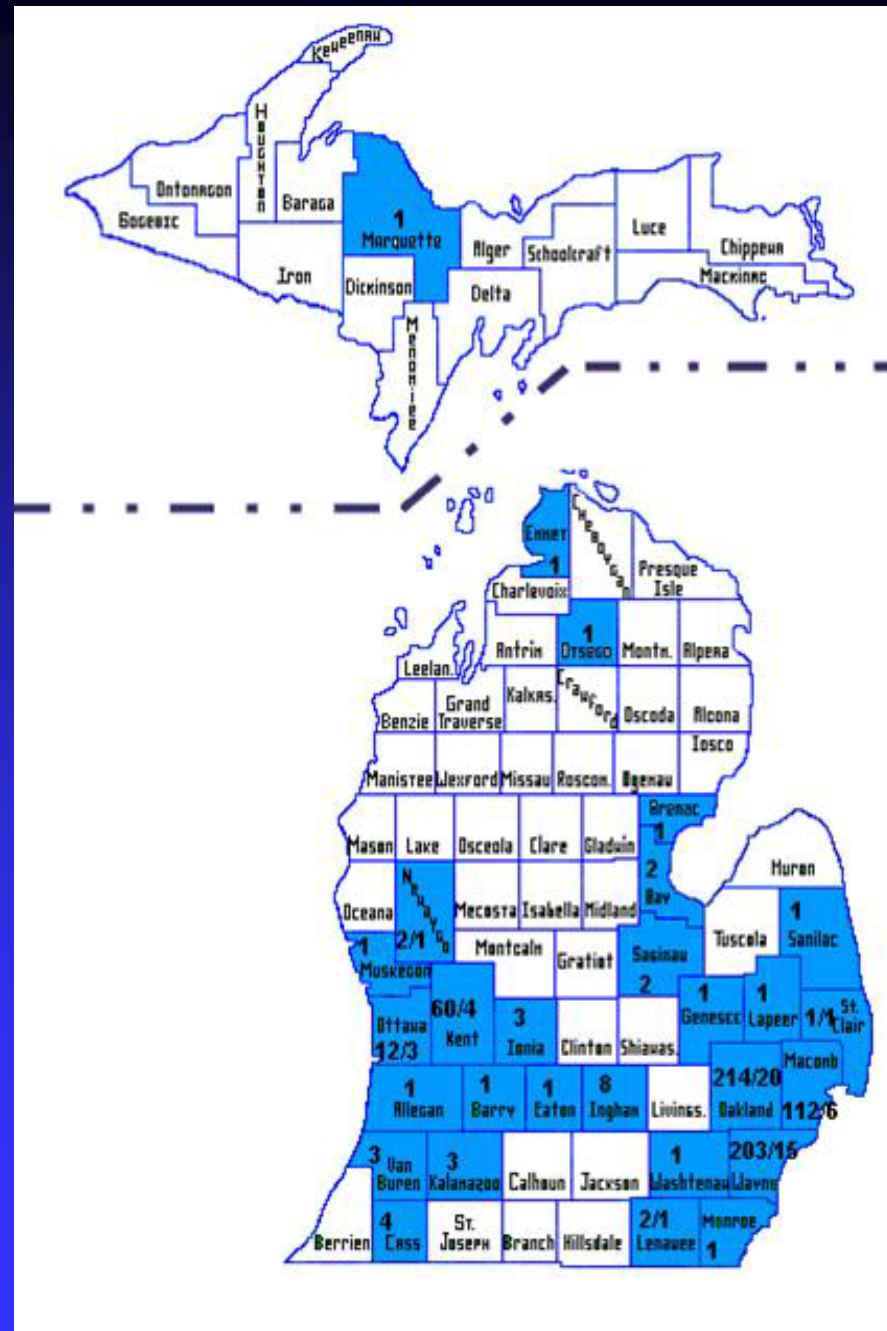 Keweenaw
Houghton
Ontonagon
Gogebic
Baraga
1
Marquette
Iron
Dickinson
Menomiee
Alger
Delta
Schoolcraft
Luce
Chippewa
Mackinac
Emmet
1
Cheboygan
Presque
Isle
Charlevoix
Antrim
1
Otsego
Montm.
Alpena
Leelan.
Benzie
Grand
Traverse
Kalkas.
Crawford
Oscoda
Alcona
Manistee
Wexford
Missau
Roscom.
Ogemaw
Iosco
Mason
Lake
Osceola
Clare
Gladwin
Arenac
1
Oceana
Newaygo
2/1
Mecosta
Isabella
Midland
2
Bay
Huron
1
Muskegon
Montcalm
Gratiot
Saginaw
2
Tuscola
1
Sanilac
Ottawa
12/3
60/4
Kent
3
Ionia
Clinton
Shiawas.
1
Genesee
1
Lapeer
1/1
St.
Clair
1
Allegan
1
Barry
1
Eaton
8
Ingham
Livings.
214/20
Oakland
Macomb
112/6
3
Van
Buren
3
Kalamazoo
Calhoun
Jackson
1
Washtenaw
203/15
Wayne
Berrien
4
Cass
St.
Joseph
Branch
Hillsdale
2/1
Lenawee
Monroe
1